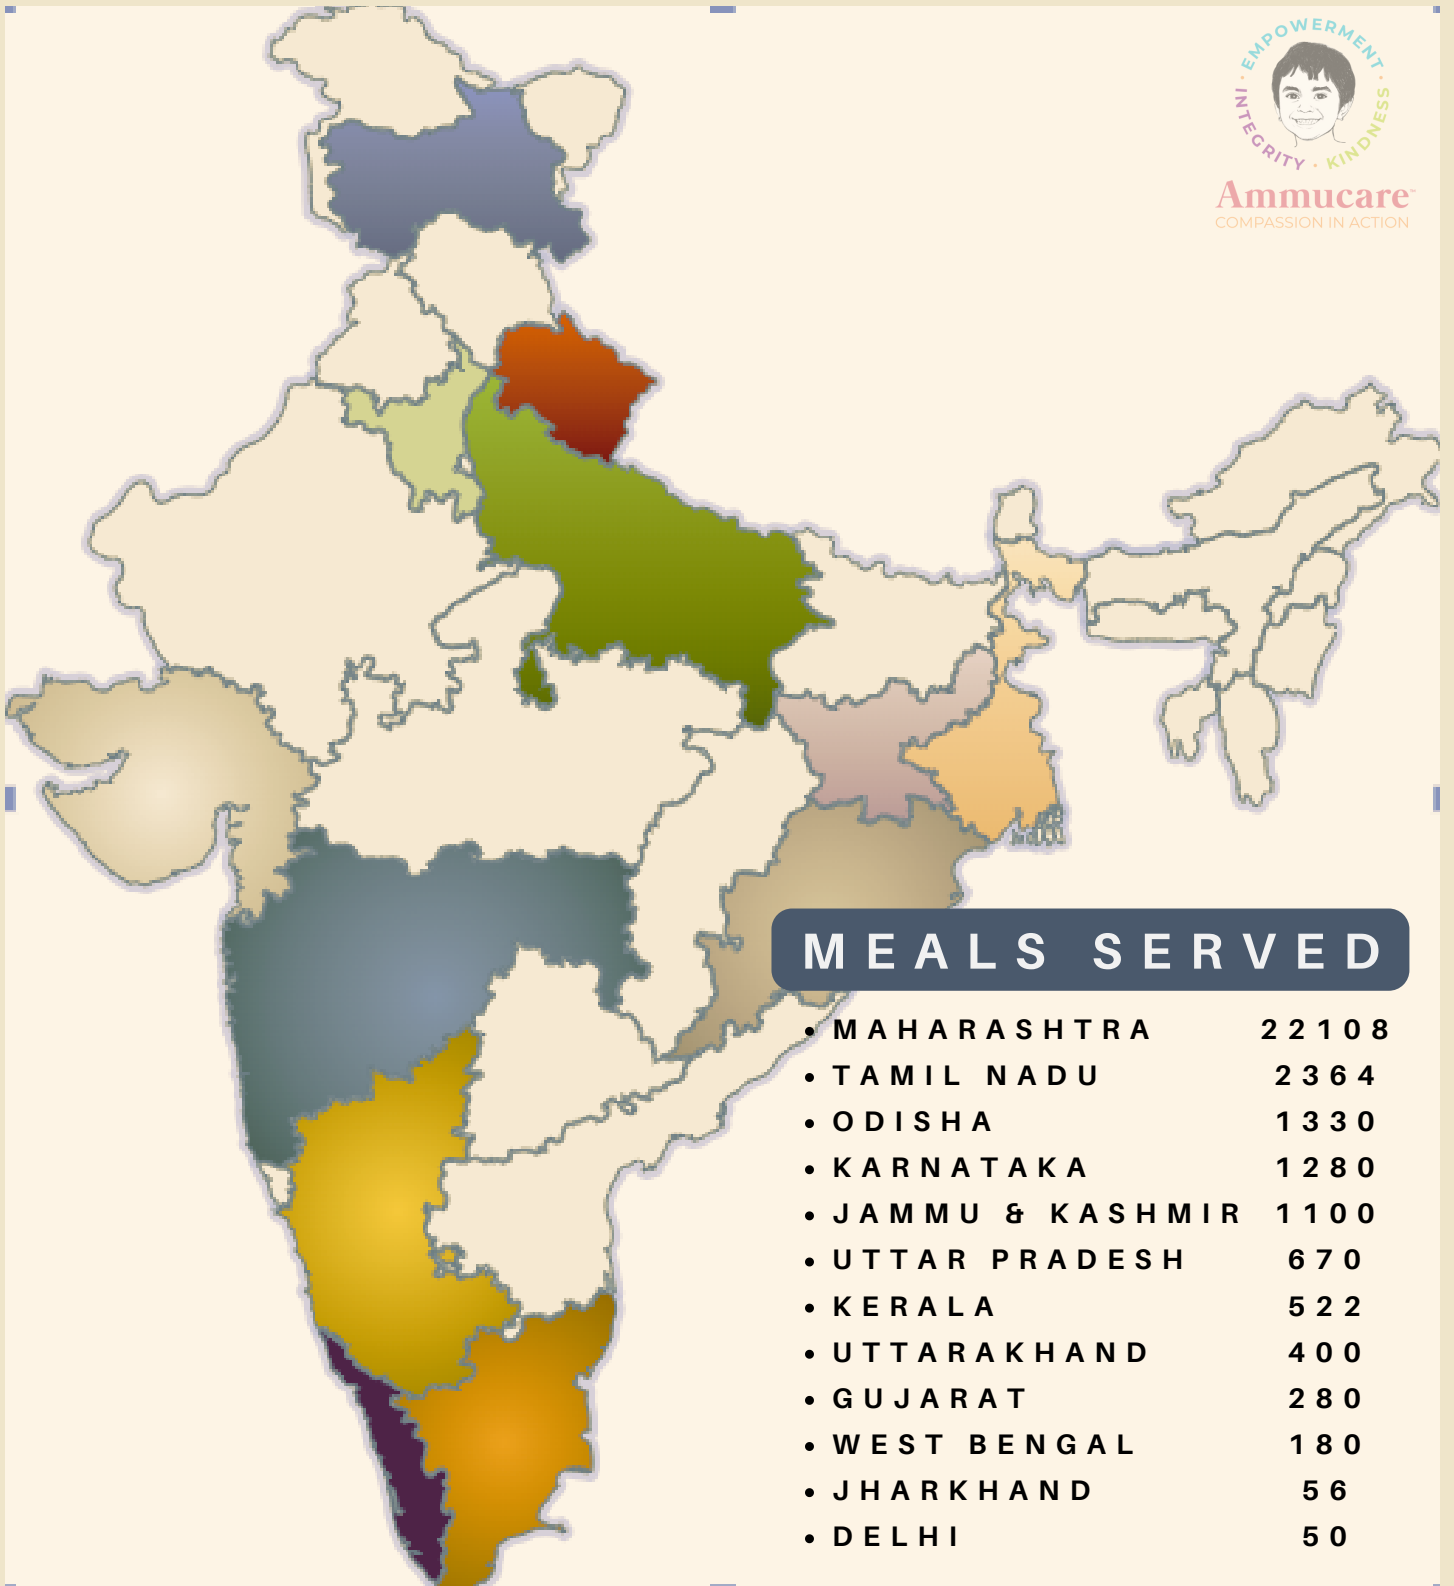 EMPOWERMENT · KINDNESS · INTEGRITY ·
Ammucare™
COMPASSION IN ACTION
MEALS SERVED
• MAHARASHTRA 22108
• TAMIL NADU 2364
• ODISHA 1330
• KARNATAKA 1280
• JAMMU & KASHMIR 1100
• UTTAR PRADESH 670
• KERALA 522
• UTTARAKHAND 400
• GUJARAT 280
• WEST BENGAL 180
• JHARKHAND 56
• DELHI 50